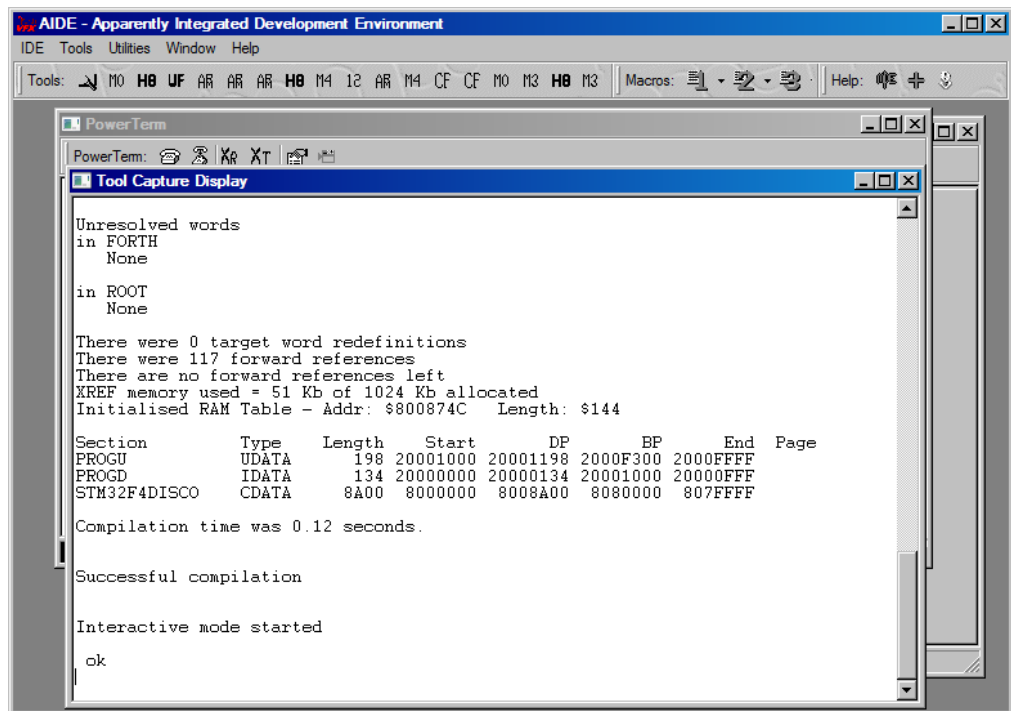 AIDE - Apparently Integrated Development Environment
IDE Tools Utilities Window Help
Tools: M0 H8 UF AR AR AR H8 M4 12 AR M4 CF CF M0 M3 H8 M3 Macros: 1 2 3 Help:
PowerTerm
PowerTerm: XR XT
Tool Capture Display
Unresolved words
in FORTH
None
in ROOT
None
There were 0 target word redefinitions
There were 117 forward references
There are no forward references left
XREF memory used = 51 Kb of 1024 Kb allocated
Initialised RAM Table – Addr: $800874C Length: $144
Section Type Length Start DP BP End Page
PROGU UDATA 198 20001000 20001198 2000F300 2000FFFF
PROGD IDATA 134 20000000 20000134 20001000 20000FFF
STM32F4DISCO CDATA 8A00 8000000 8008A00 8080000 807FFFF
Compilation time was 0.12 seconds.
Successful compilation
Interactive mode started
ok